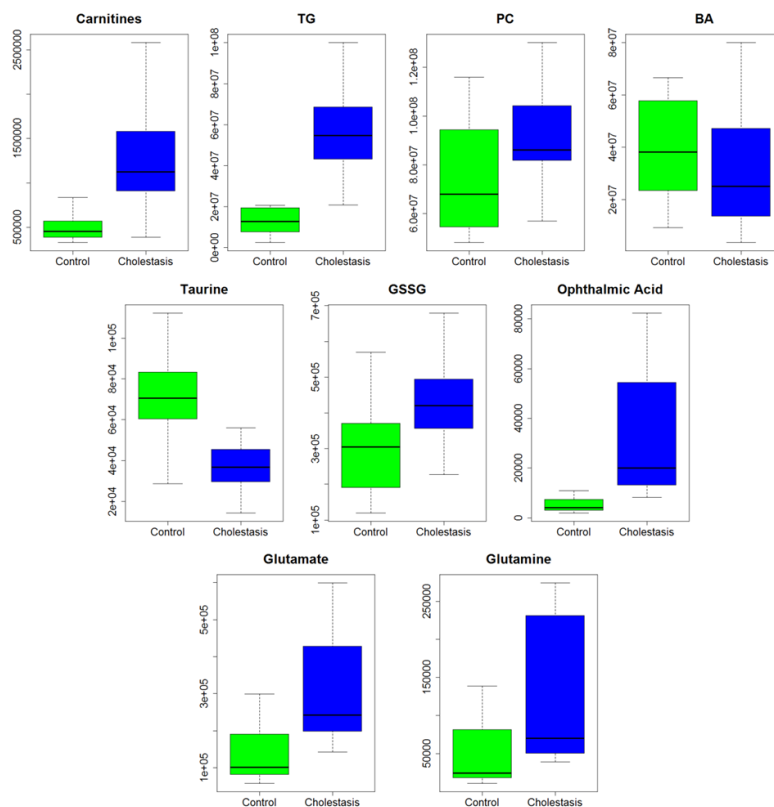 Carnitines
TG
PC
BA
500000
1500000
2500000
0e+00
2e+07
4e+07
6e+07
8e+07
1e+08
6.0e+07
8.0e+07
1.0e+08
1.2e+08
2e+07
4e+07
6e+07
8e+07
Control Cholestasis
Control Cholestasis
Control Cholestasis
Control Cholestasis
Taurine
GSSG
Ophthalmic Acid
2e+04
4e+04
6e+04
8e+04
1e+05
1e+05
3e+05
5e+05
7e+05
0
20000
40000
60000
80000
Control Cholestasis
Control Cholestasis
Control Cholestasis
Glutamate
Glutamine
1e+05
3e+05
5e+05
50000
150000
250000
Control Cholestasis
Control Cholestasis